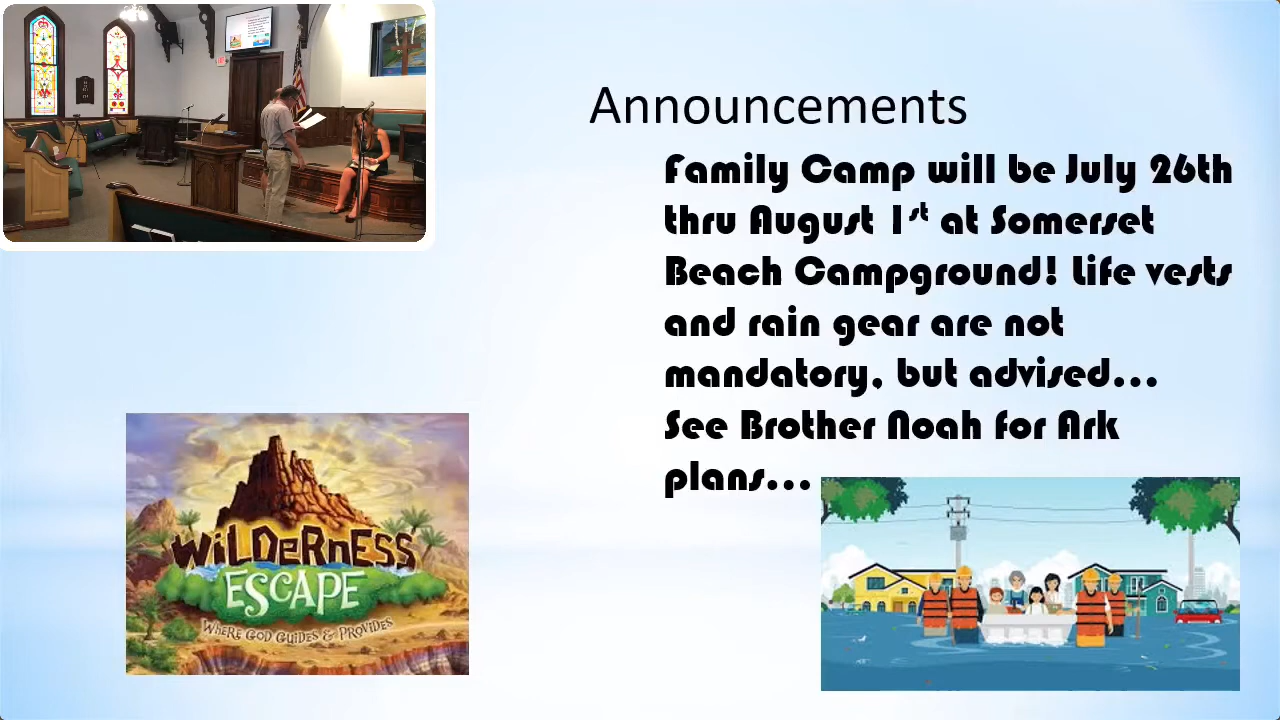 Announcements
Family Camp will be July 26th
thru August 1st at Somerset
Beach Campground! Life vests
and rain gear are not
mandatory, but advised...
See Brother Noah for Ark
plans...
WILDERNESS
ESCAPE
WHERE GOD GUIDES & PROVIDES